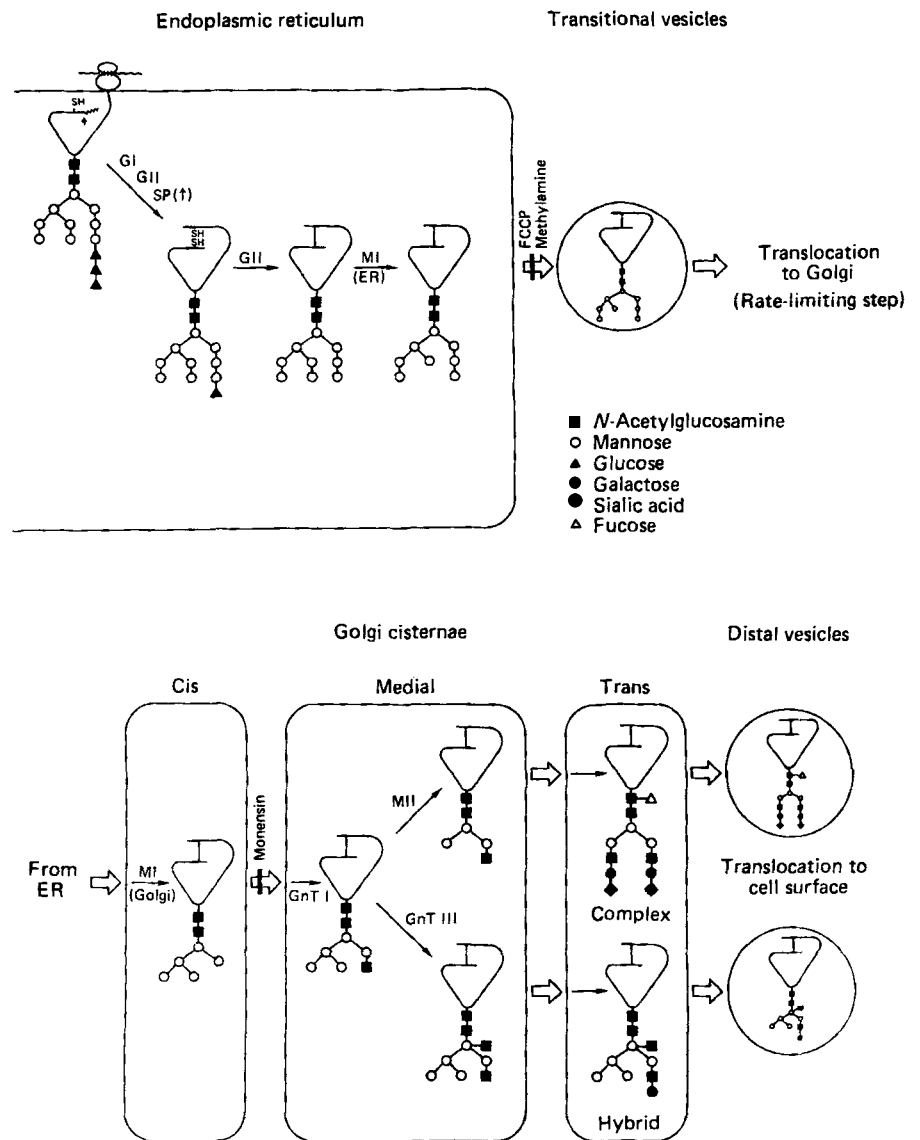 Endoplasmic reticulum
Transitional vesicles
SH
GI
GII
SP(↑)
SH
SH
GII
MI
(ER)
FCCP
Methylamine
Translocation
to Golgi
(Rate-limiting step)
N-Acetylglucosamine
Mannose
Glucose
Galactose
Sialic acid
Fucose
Golgi cisternae
Distal vesicles
Cis
Medial
Trans
From
ER
MI
(Golgi)
Monensin
GnT I
MII
GnT III
Complex
Hybrid
Translocation to
cell surface